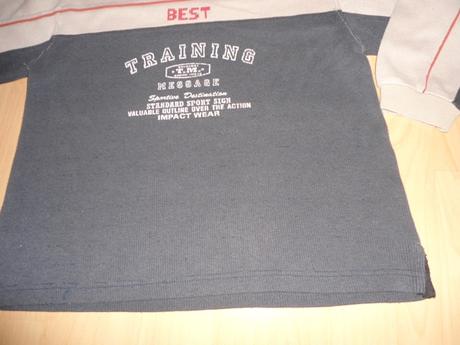 BEST
TRAINING
T.M.
MESSAGE
Sportive Destination
STANDARD SPORT SIGN
VALUABLE OUTLINE OVER THE ACTION
IMPACT WEAR